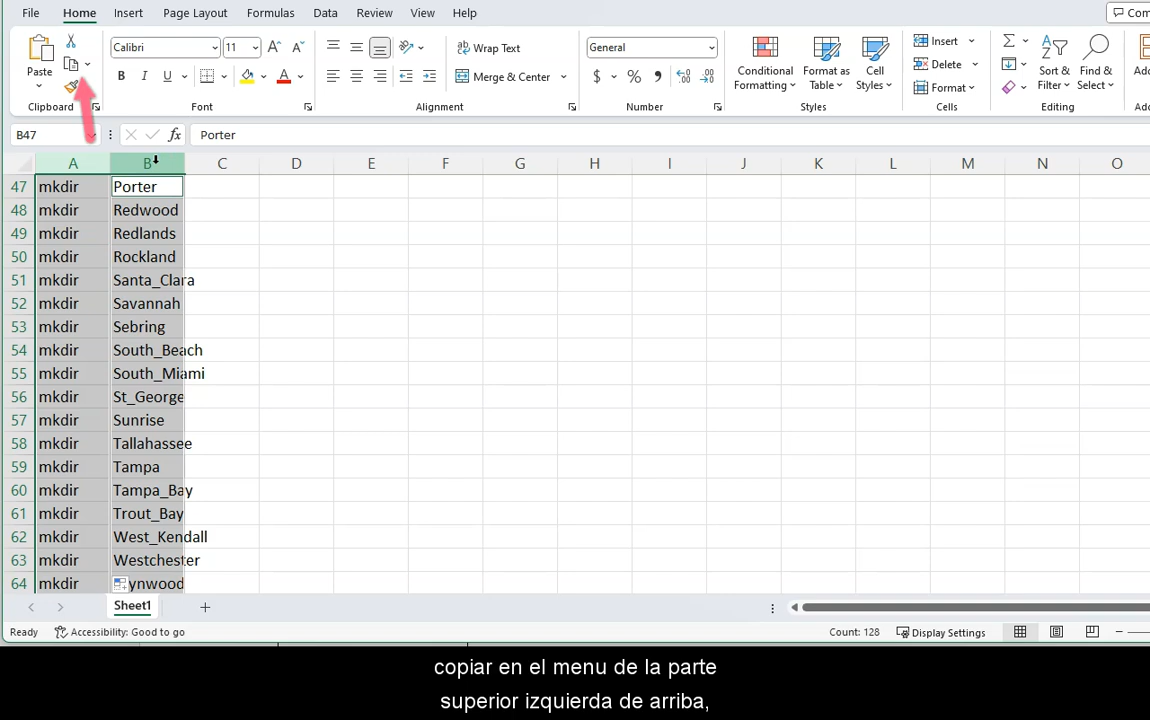 File Home Insert Page Layout Formulas Data Review View Help
Paste Calibri 11 Wrap Text General Conditional Formatting Format as Table Cell Styles Insert Sort & Filter Find & Select
B I U Merge & Center $ % Delete
Format
Clipboard Font Alignment Number Styles Cells Editing
B47 fx Porter
A B C D E F G H I J K L M N O
47 mkdir Porter
48 mkdir Redwood
49 mkdir Redlands
50 mkdir Rockland
51 mkdir Santa_Clara
52 mkdir Savannah
53 mkdir Sebring
54 mkdir South_Beach
55 mkdir South_Miami
56 mkdir St_George
57 mkdir Sunrise
58 mkdir Tallahassee
59 mkdir Tampa
60 mkdir Tampa_Bay
61 mkdir Trout_Bay
62 mkdir West_Kendall
63 mkdir Westchester
64 mkdir ynwood
Sheet1
Ready Accessibility: Good to go Count: 128 Display Settings
copiar en el menu de la parte
superior izquierda de arriba,